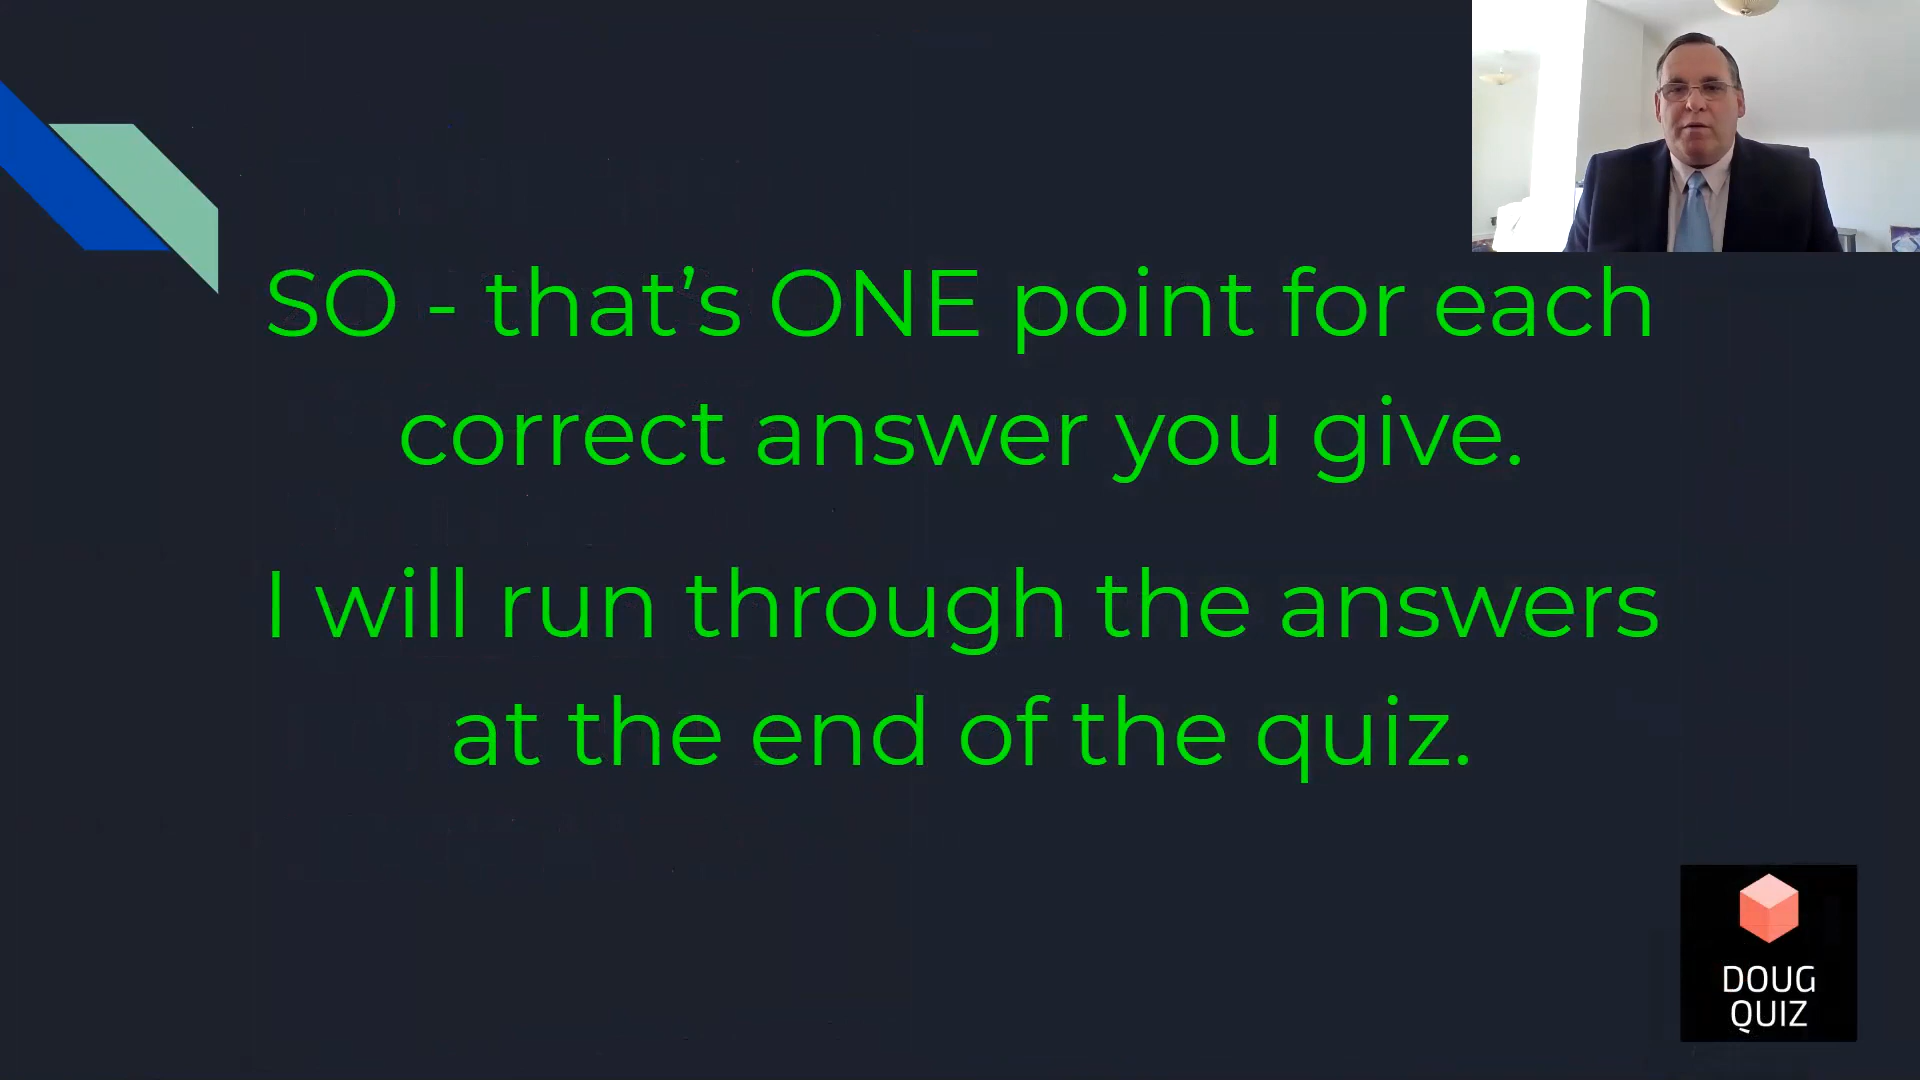 SO - that’s ONE point for each
correct answer you give.
I will run through the answers
at the end of the quiz.
DOUG
QUIZ